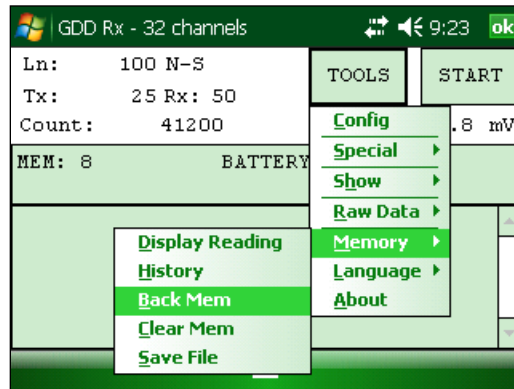 GDD Rx - 32 channels 9:23 ok
Ln: 100 N-S
Tx: 25 Rx: 50
Count: 41200
TOOLS
START
.8 mV
MEM: 8 BATTERY
Config
Special
Show
Raw Data
Memory
Language
About
Display Reading
History
Back Mem
Clear Mem
Save File